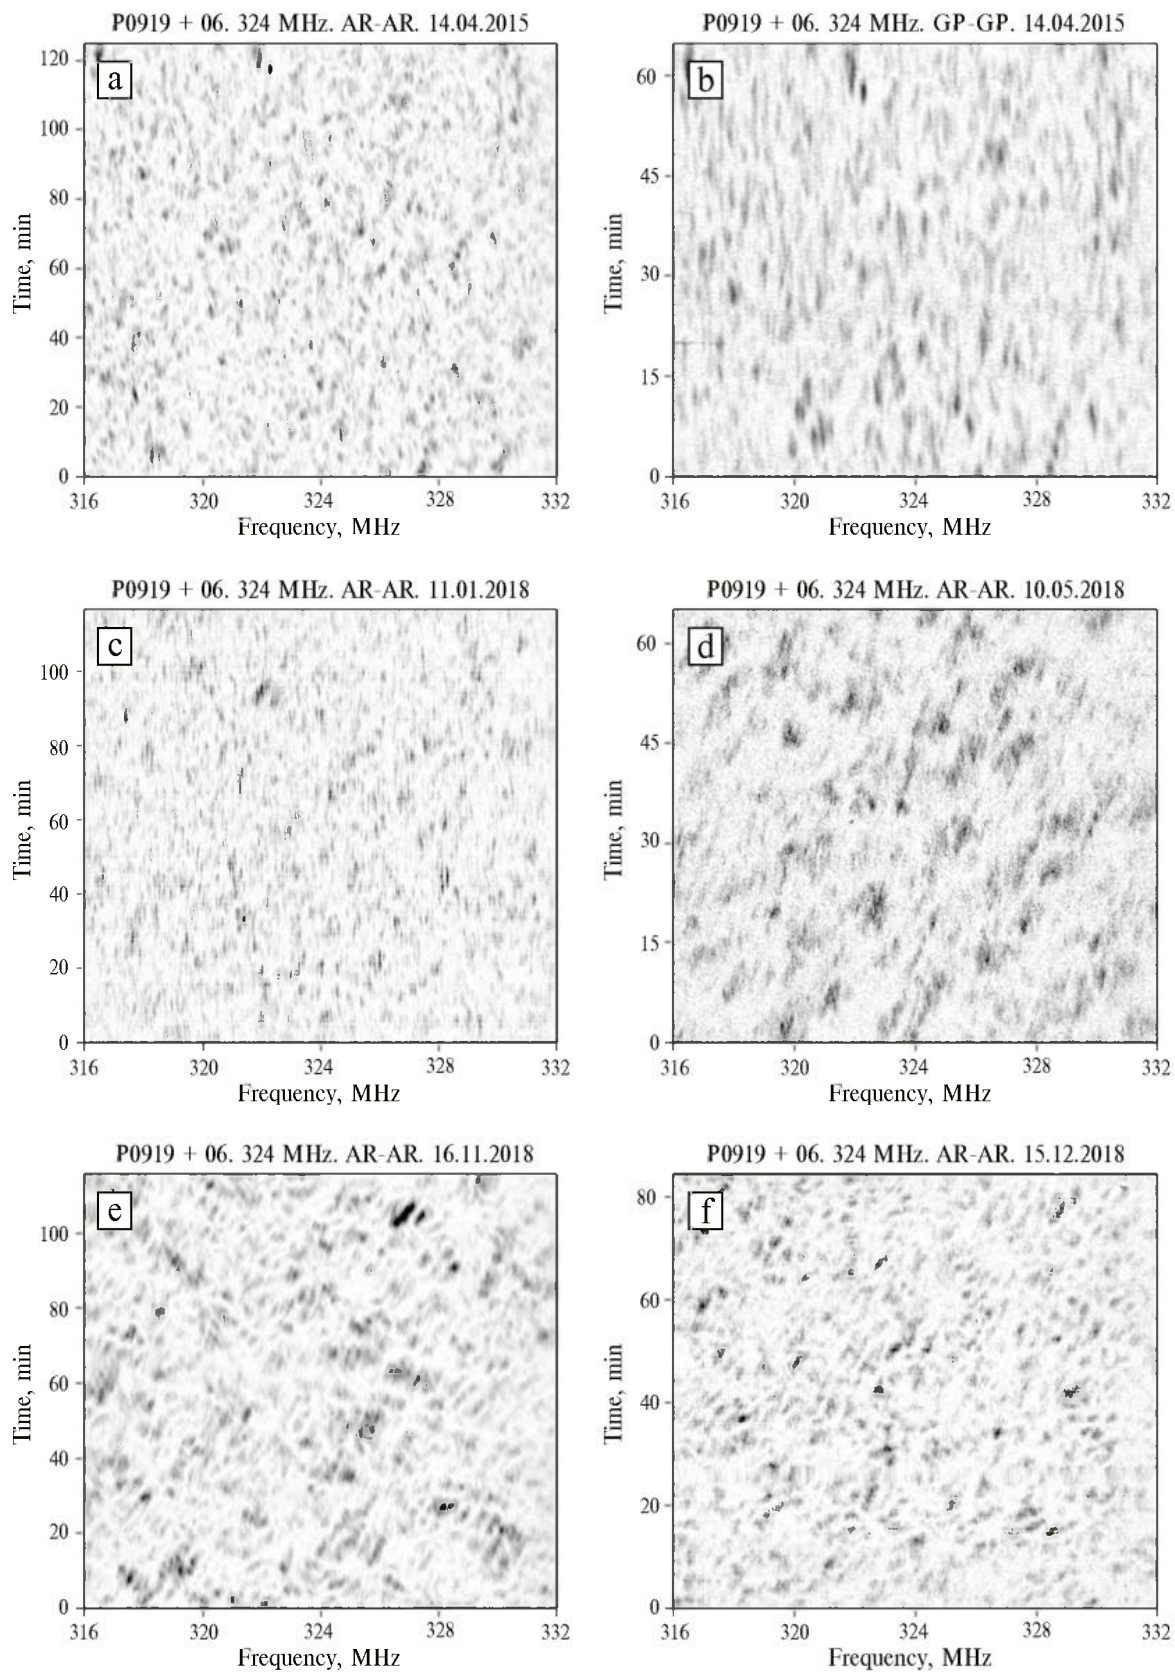 P0919 + 06. 324 MHz. AR-AR. 14.04.2015
a
Time, min
120
100
80
60
40
20
0
316 320 324 328 332
Frequency, MHz
P0919 + 06. 324 MHz. GP-GP. 14.04.2015
b
Time, min
60
45
30
15
0
316 320 324 328 332
Frequency, MHz
P0919 + 06. 324 MHz. AR-AR. 11.01.2018
c
Time, min
100
80
60
40
20
0
316 320 324 328 332
Frequency, MHz
P0919 + 06. 324 MHz. AR-AR. 10.05.2018
d
Time, min
60
45
30
15
0
316 320 324 328 332
Frequency, MHz
P0919 + 06. 324 MHz. AR-AR. 16.11.2018
e
Time, min
100
80
60
40
20
0
316 320 324 328 332
Frequency, MHz
P0919 + 06. 324 MHz. AR-AR. 15.12.2018
f
Time, min
80
60
40
20
0
316 320 324 328 332
Frequency, MHz